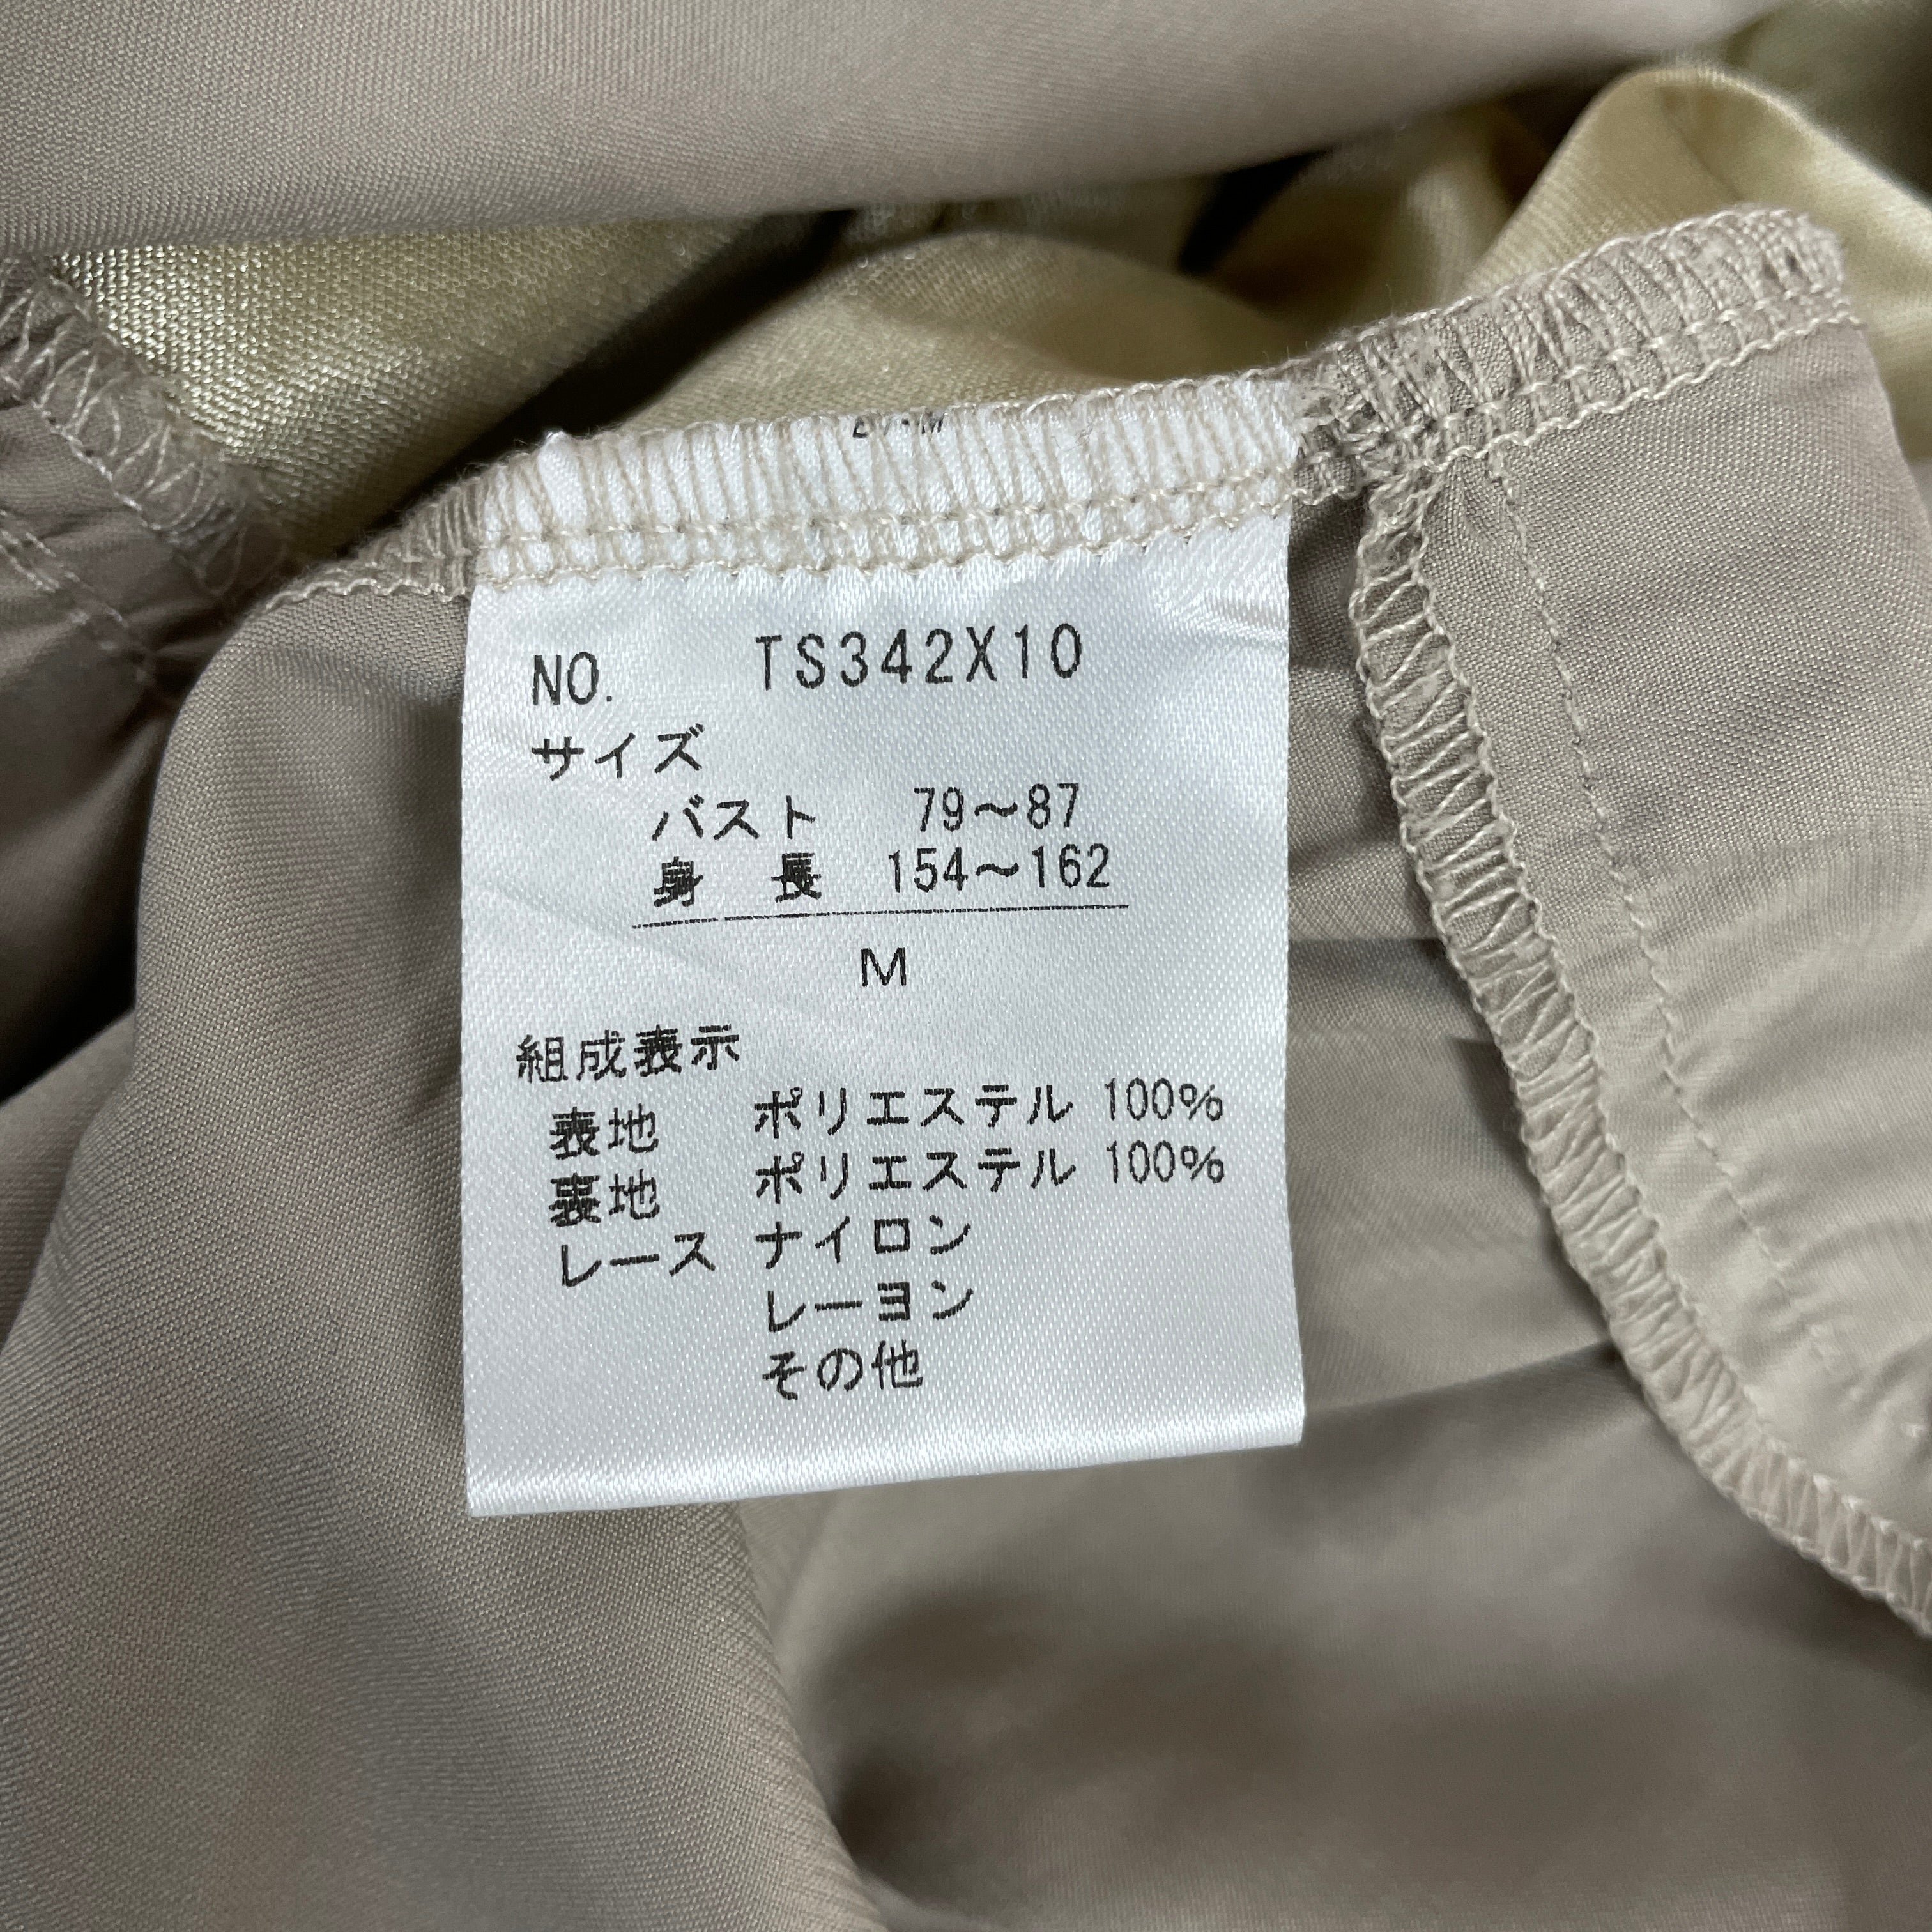 NO. TS342X10
サイズ
バスト 79～87
身長 154～162
M
組成表示
表地 ポリエステル 100%
裏地 ポリエステル 100%
レース ナイロン
レーヨン
その他